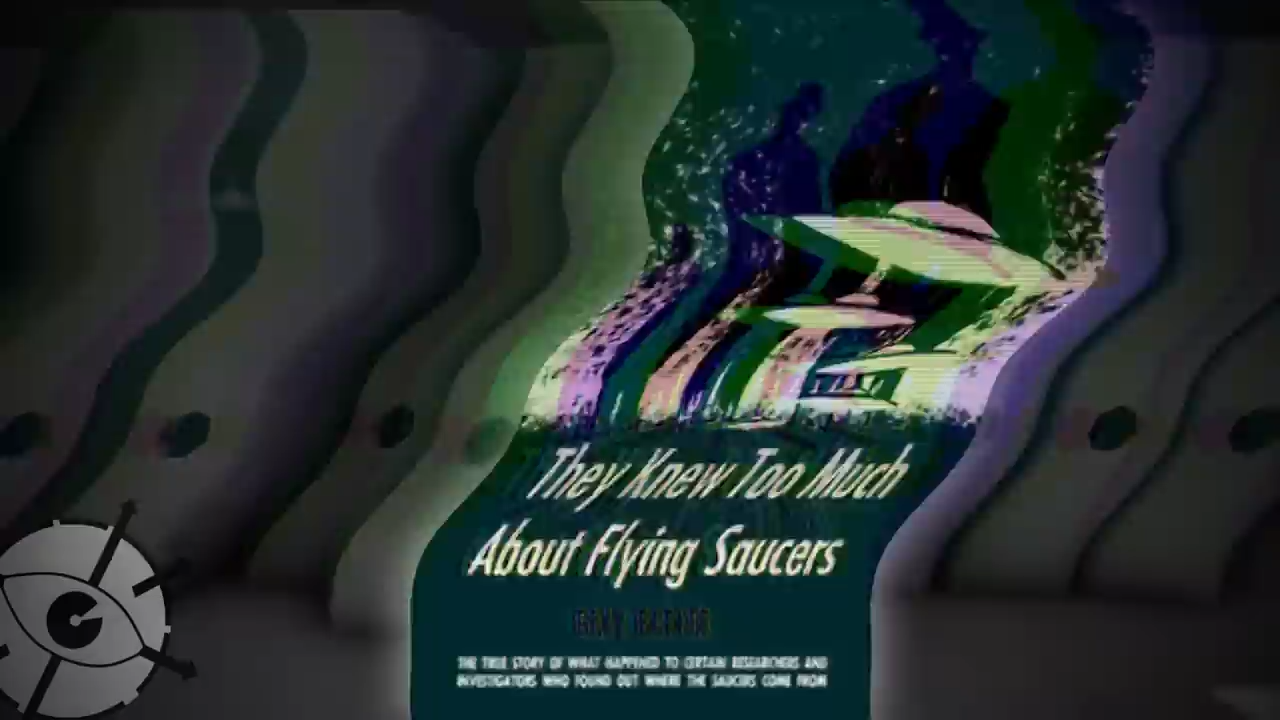 They Knew Too Much
About Flying Saucers
THE TRUE STORY OF WHAT HAPPENED TO CERTAIN RESEARCHERS AND
INVESTIGATORS WHO FOUND OUT WHERE THE SAUCERS COME FROM